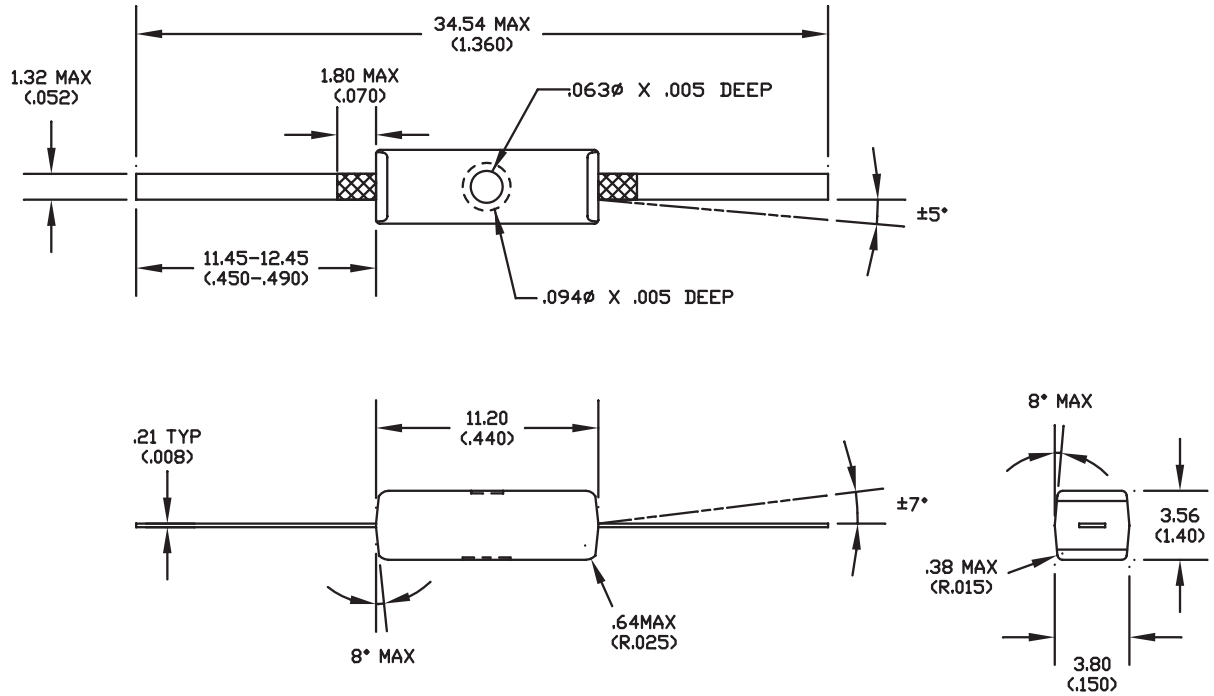 34.54 MAX
(1.360)
1.32 MAX
(.052)
1.80 MAX
(.070)
.063ø X .005 DEEP
±5°
11.45-12.45
(.450-.490)
.094ø X .005 DEEP
8° MAX
11.20
(.440)
.21 TYP
(.008)
±7°
3.56
(1.40)
.38 MAX
(R.015)
.64MAX
(R.025)
8° MAX
3.80
(.150)